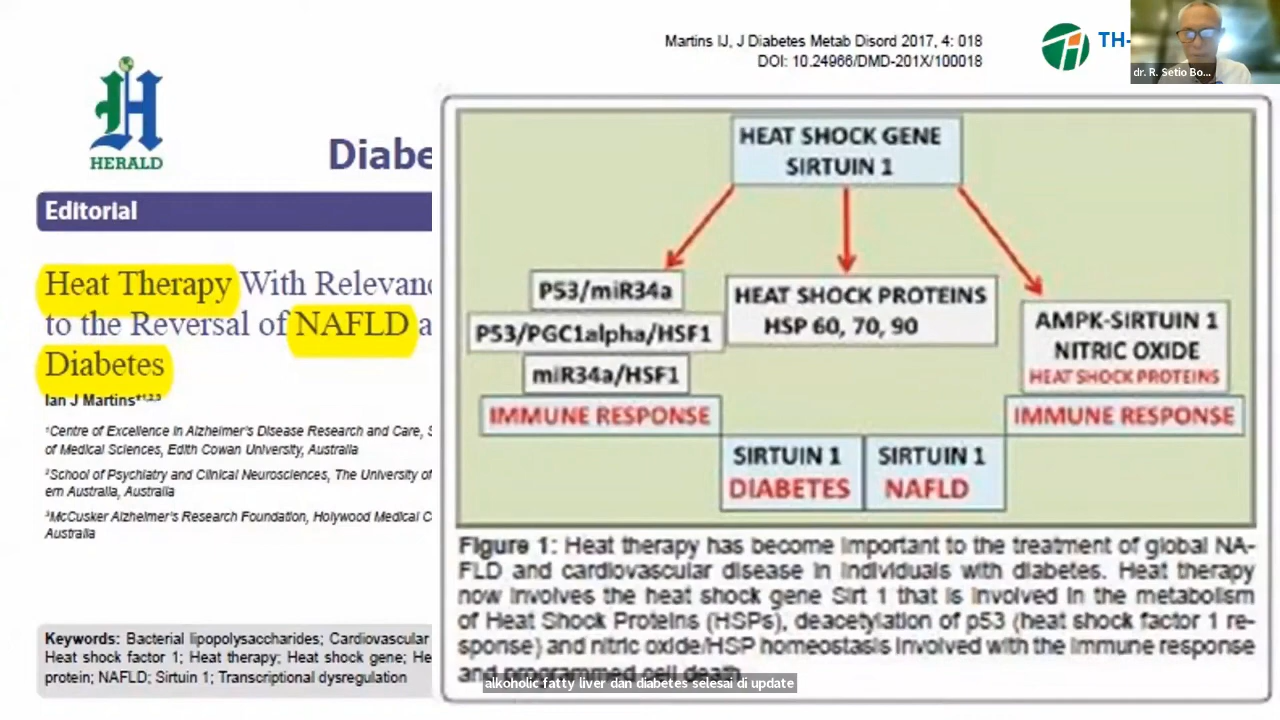 Martins IJ, J Diabetes Metab Disord 2017, 4: 018
DOI: 10.24966/DMD-201X/100018
TH-
dr. R. Setio Bo...
HERALD
Diabe
Editorial
Heat Therapy With Relevanc
to the Reversal of NAFLD a
Diabetes
Ian J Martins*1,2,3
¹Centre of Excellence in Alzheimer's Disease Research and Care, S
of Medical Sciences, Edith Cowan University, Australia
²School of Psychiatry and Clinical Neurosciences, The University of
ern Australia, Australia
³McCusker Alzheimer's Research Foundation, Holywood Medical C
Australia
Keywords: Bacterial lipopolysaccharides; Cardiovascular
Heat shock factor 1; Heat therapy; Heat shock gene; He
protein; NAFLD; Sirtuin 1; Transcriptional dysregulation
HEAT SHOCK GENE
SIRTUIN 1
P53/miR34a
P53/PGC1alpha/HSF1
miR34a/HSF1
IMMUNE RESPONSE
HEAT SHOCK PROTEINS
HSP 60, 70, 90
AMPK-SIRTUIN 1
NITRIC OXIDE
HEAT SHOCK PROTEINS
IMMUNE RESPONSE
SIRTUIN 1
DIABETES
SIRTUIN 1
NAFLD
Figure 1: Heat therapy has become important to the treatment of global NA-
FLD and cardiovascular disease in individuals with diabetes. Heat therapy
now involves the heat shock gene Sirt 1 that is involved in the metabolism
of Heat Shock Proteins (HSPs), deacetylation of p53 (heat shock factor 1 re-
sponse) and nitric oxide/HSP homeostasis involved with the immune response
and programmed cell death.
alkoholic fatty liver dan diabetes selesai di update